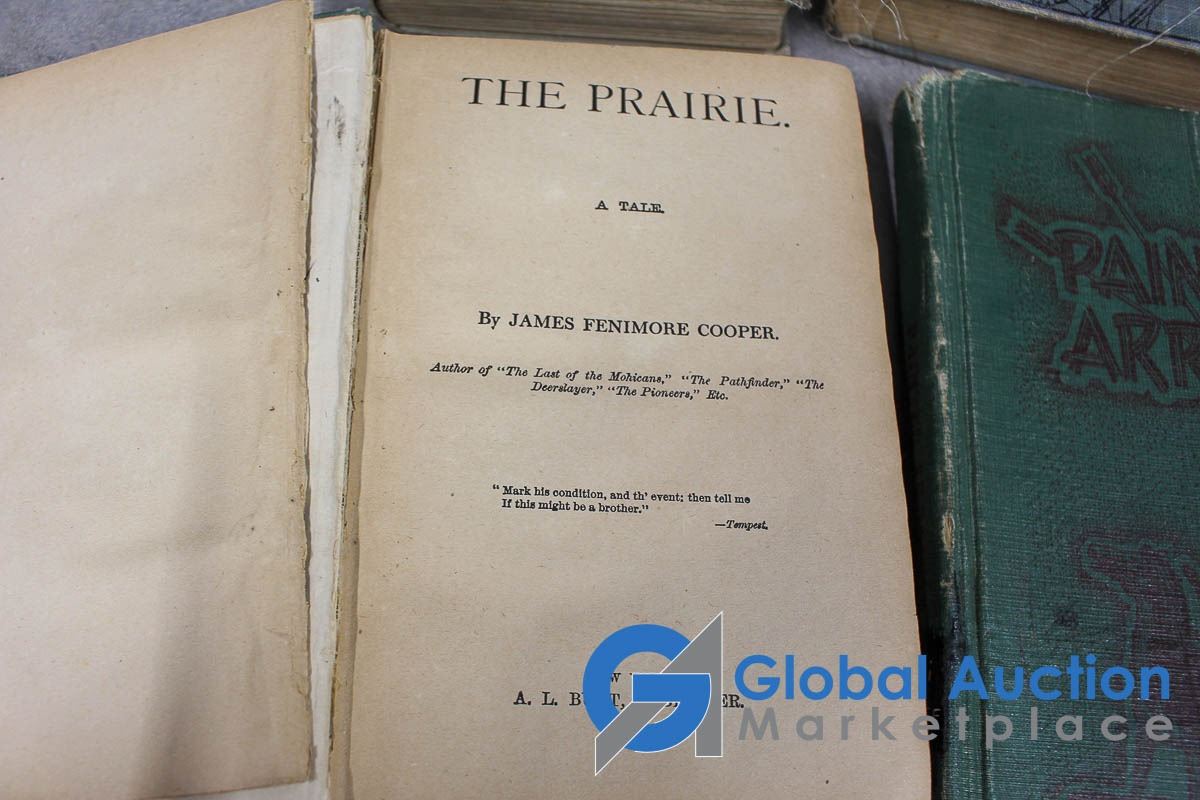 THE PRAIRIE.
A TALE.
By JAMES FENIMORE COOPER.
Author of "The Last of the Mohicans," "The Pathfinder," "The
Deerslayer," "The Pioneers," Etc.
"Mark his condition, and th' event; then tell me
If this might be a brother."
—Tempest.
A. L.
Global Auction
Marketplace